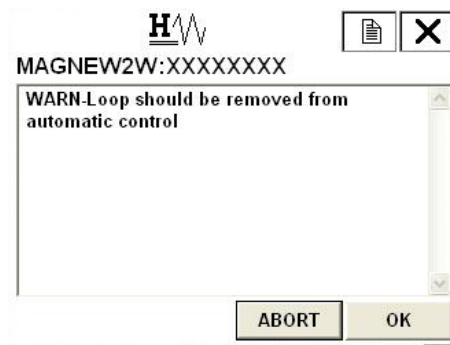 H
MAGNEW2W:XXXXXXXX
WARN-Loop should be removed from
automatic control
ABORT OK